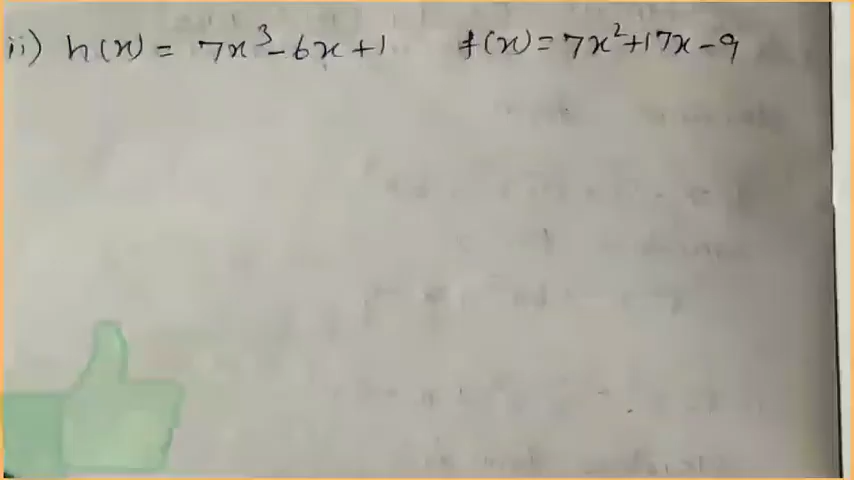 ii) h(x) = 7x³-6x+1 f(x) = 7x²+17x-9